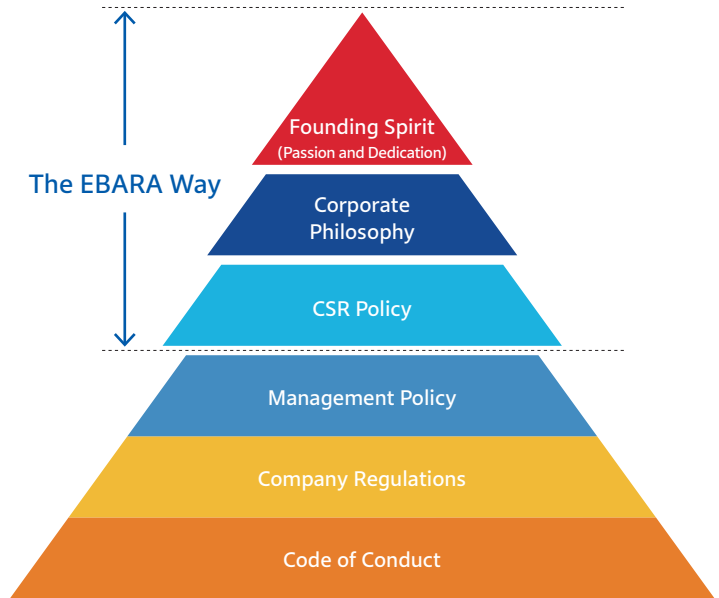 Founding Spirit
(Passion and Dedication)
The EBARA Way
Corporate
Philosophy
CSR Policy
Management Policy
Company Regulations
Code of Conduct